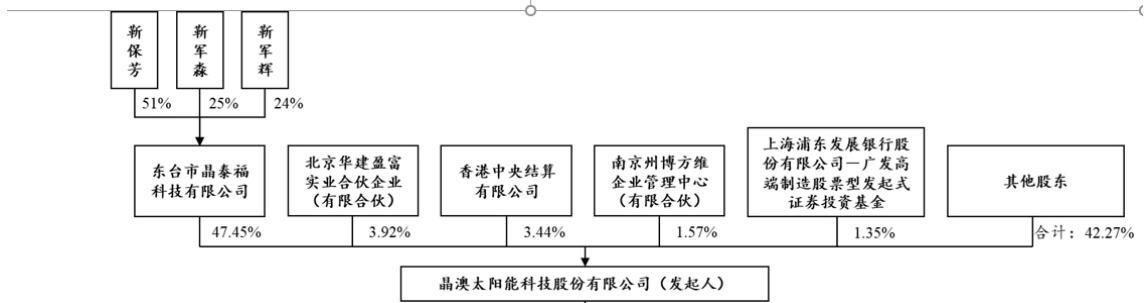 靳保芳
靳军淼
靳军辉
51%
25%
24%
东台市晶泰福
科技有限公司
北京华建盈富
实业合伙企业
（有限合伙）
香港中央结算
有限公司
南京州博方维
企业管理中心
（有限合伙）
上海浦东发展银行股
份有限公司－广发高
端制造股票型发起式
证券投资基金
其他股东
47.45%
3.92%
3.44%
1.57%
1.35%
合计：42.27%
晶澳太阳能科技股份有限公司（发起人）